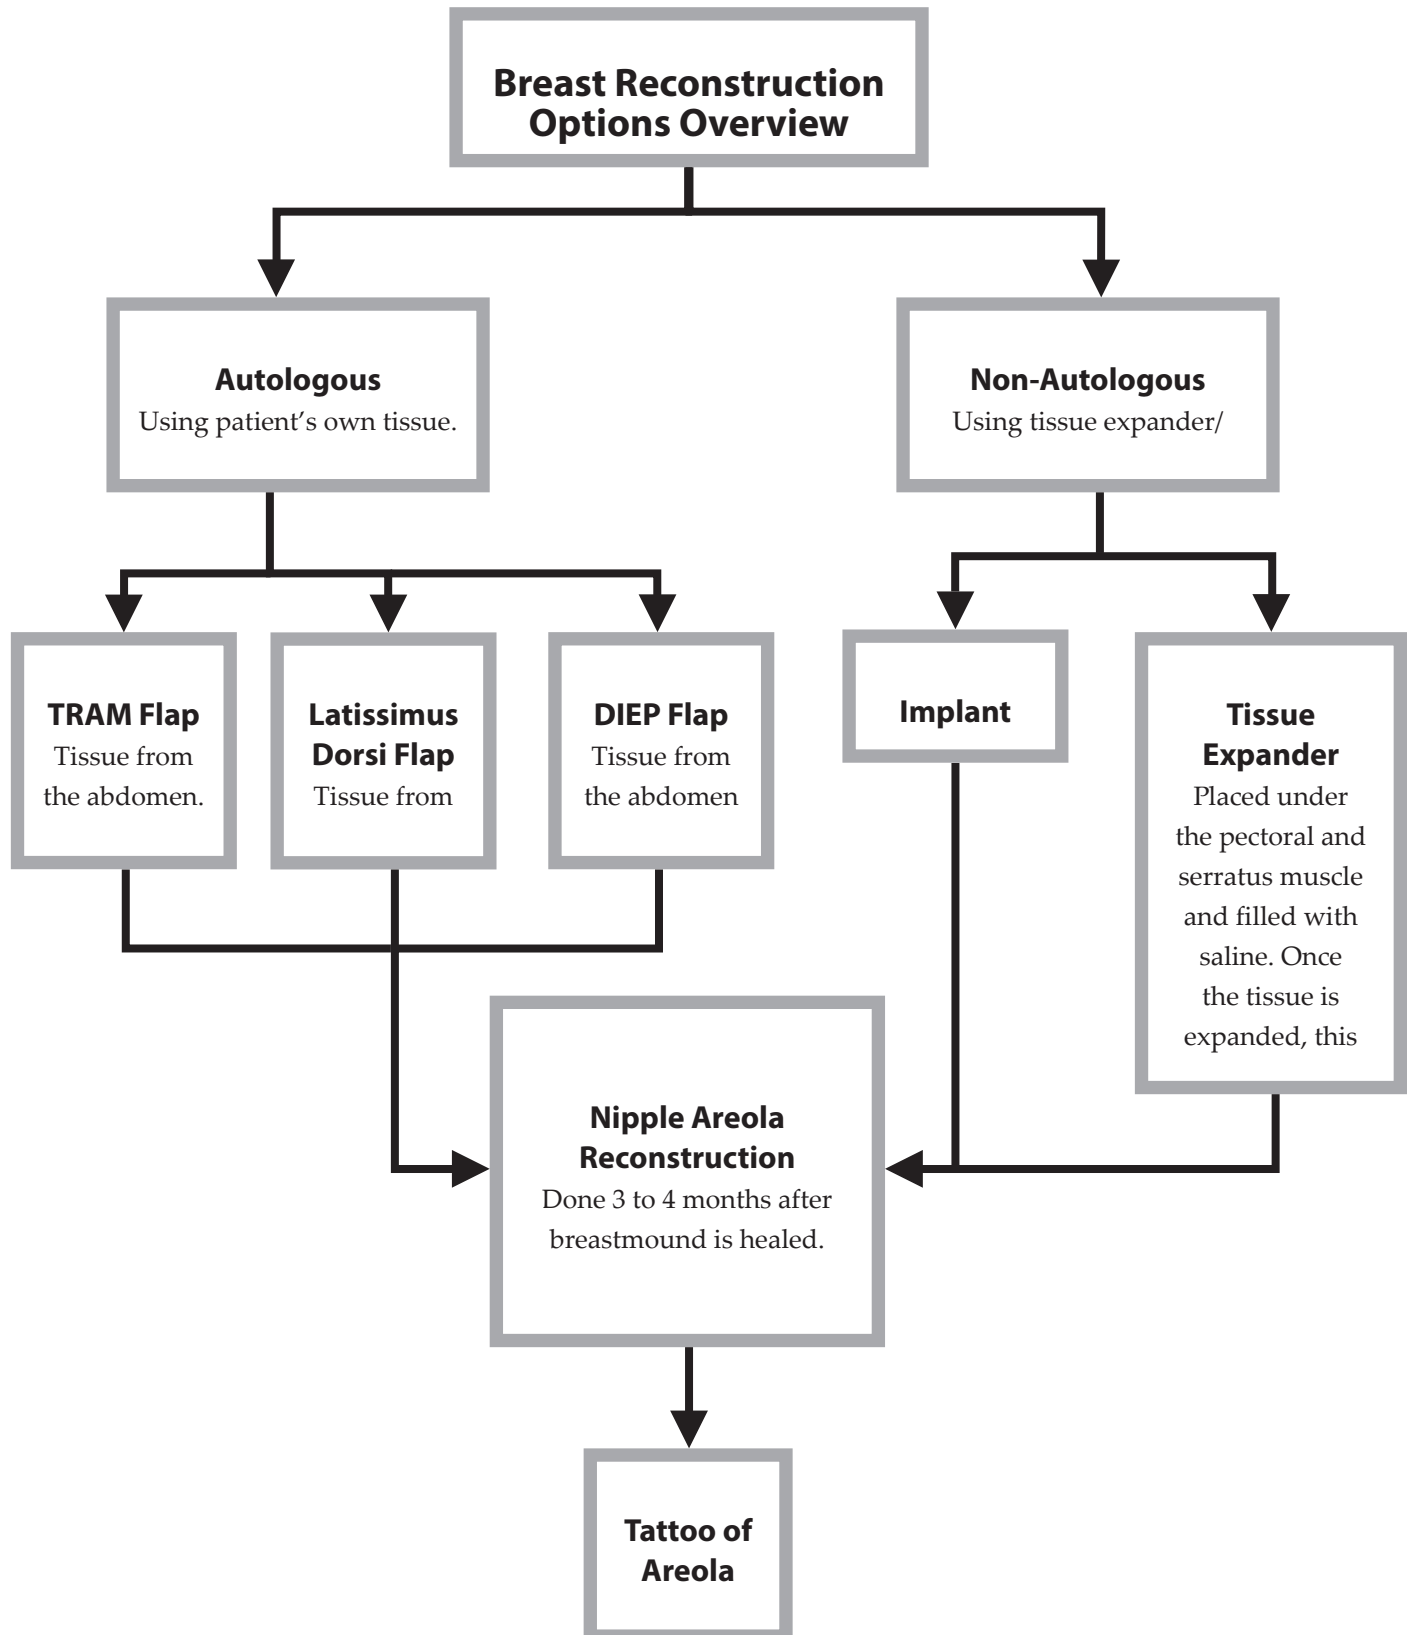 Breast Reconstruction
Options Overview
Autologous
Using patient's own tissue.
Non-Autologous
Using tissue expander/
TRAM Flap
Tissue from
the abdomen.
Latissimus
Dorsi Flap
Tissue from
DIEP Flap
Tissue from
the abdomen
Implant
Tissue
Expander
Placed under
the pectoral and
serratus muscle
and filled with
saline. Once
the tissue is
expanded, this
Nipple Areola
Reconstruction
Done 3 to 4 months after
breastmound is healed.
Tattoo of
Areola